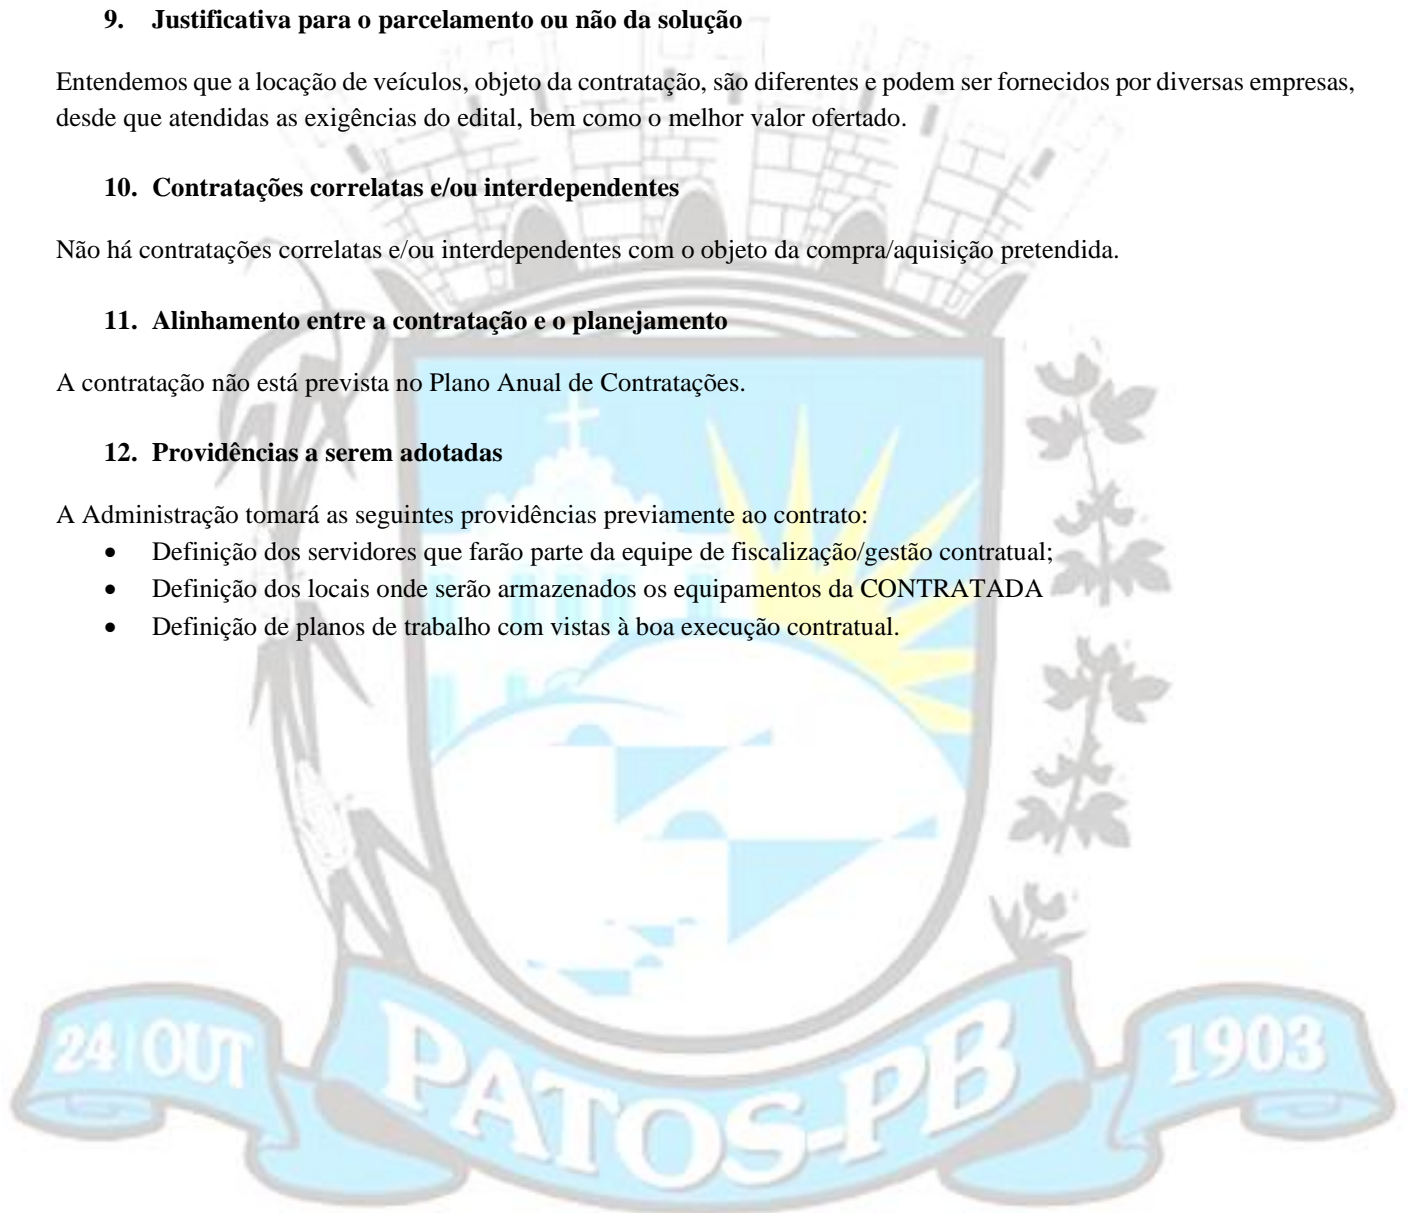 9. Justificativa para o parcelamento ou não da solução
Entendemos que a locação de veículos, objeto da contratação, são diferentes e podem ser fornecidos por diversas empresas,
desde que atendidas as exigências do edital, bem como o melhor valor ofertado.
10. Contratações correlatas e/ou interdependentes
Não há contratações correlatas e/ou interdependentes com o objeto da compra/aquisição pretendida.
11. Alinhamento entre a contratação e o planejamento
A contratação não está prevista no Plano Anual de Contratações.
12. Providências a serem adotadas
A Administração tomará as seguintes providências previamente ao contrato:
• Definição dos servidores que farão parte da equipe de fiscalização/gestão contratual;
• Definição dos locais onde serão armazenados os equipamentos da CONTRATADA
• Definição de planos de trabalho com vistas à boa execução contratual.
24 | OUT
PATOS-PB
1903